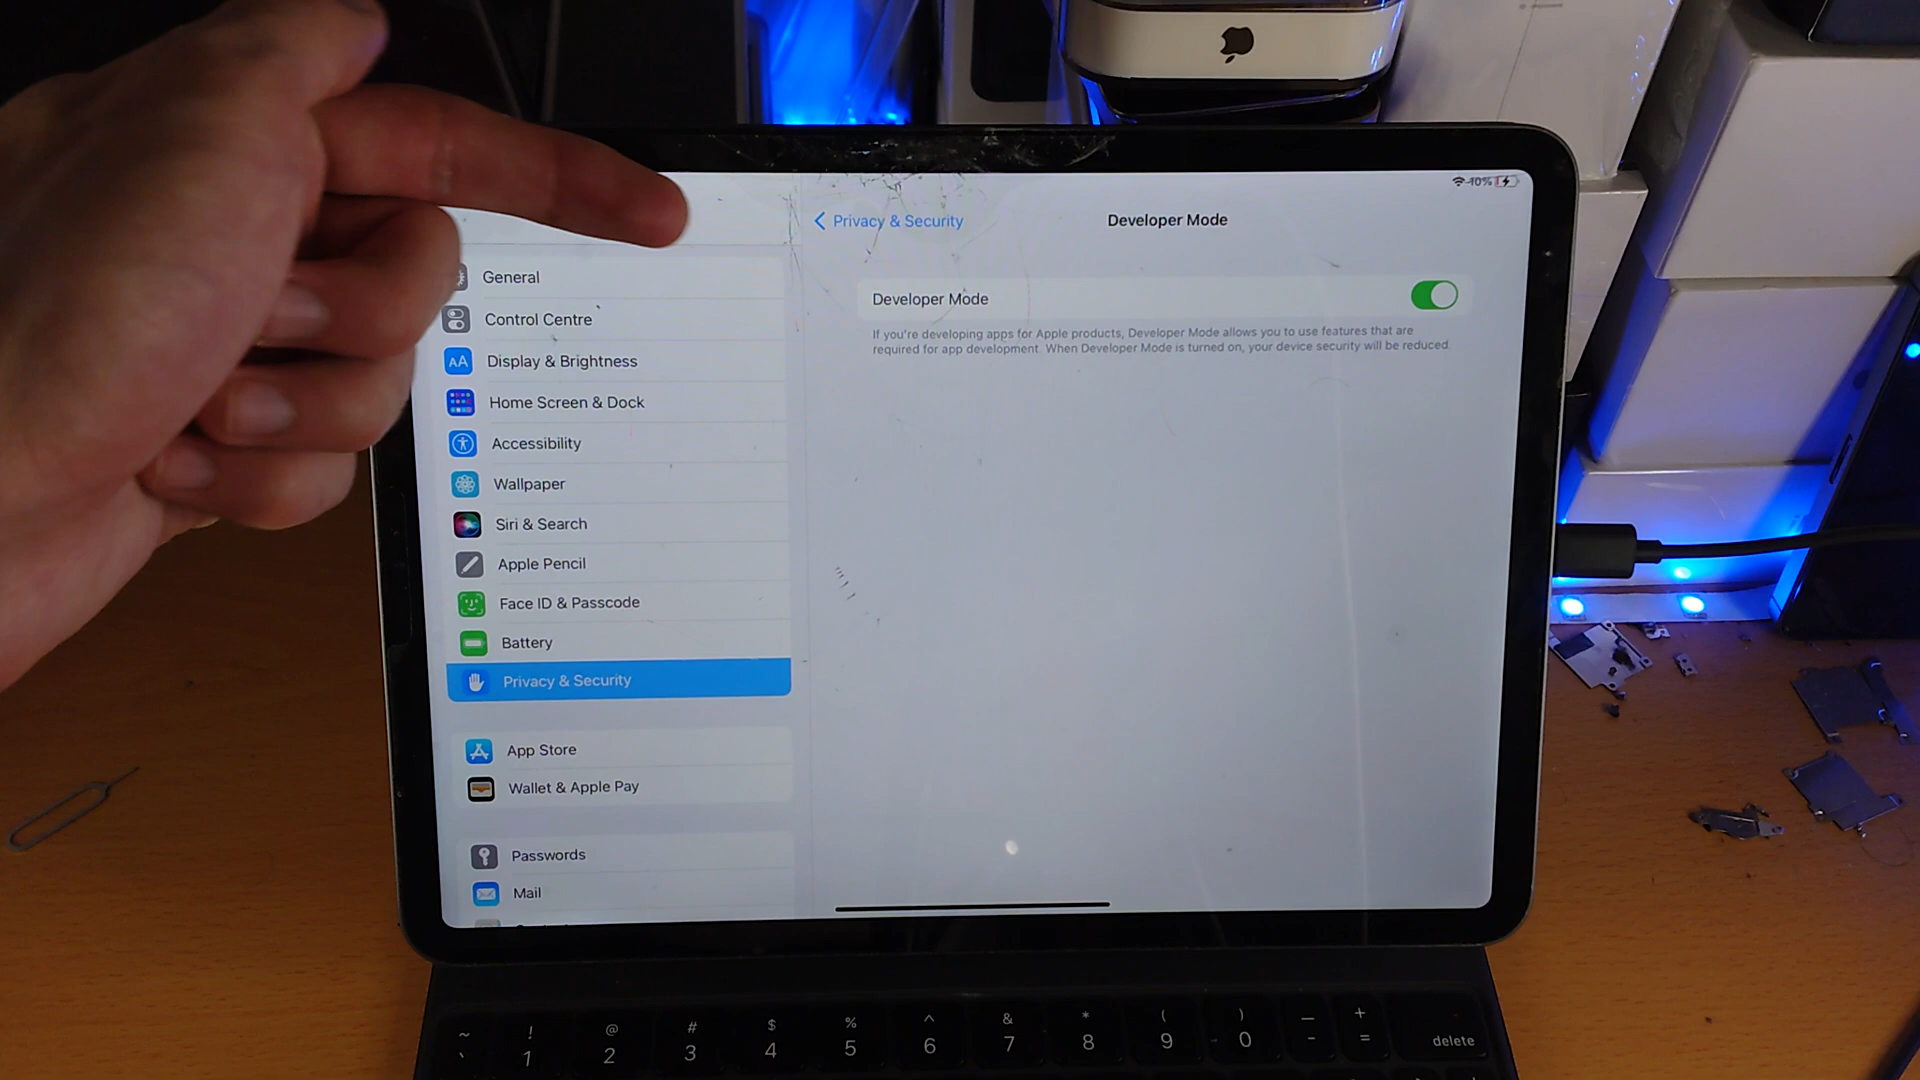 10%
Privacy & Security
Developer Mode
General
Control Centre
AA Display & Brightness
Home Screen & Dock
Accessibility
Wallpaper
Siri & Search
Apple Pencil
Face ID & Passcode
Battery
Privacy & Security
App Store
Wallet & Apple Pay
Passwords
Mail
Developer Mode
If you're developing apps for Apple products, Developer Mode allows you to use features that are
required for app development. When Developer Mode is turned on, your device security will be reduced.
~ ! @ # $ % ^ & * ( ) — +
` 1 2 3 4 5 6 7 8 9 0 - = delete